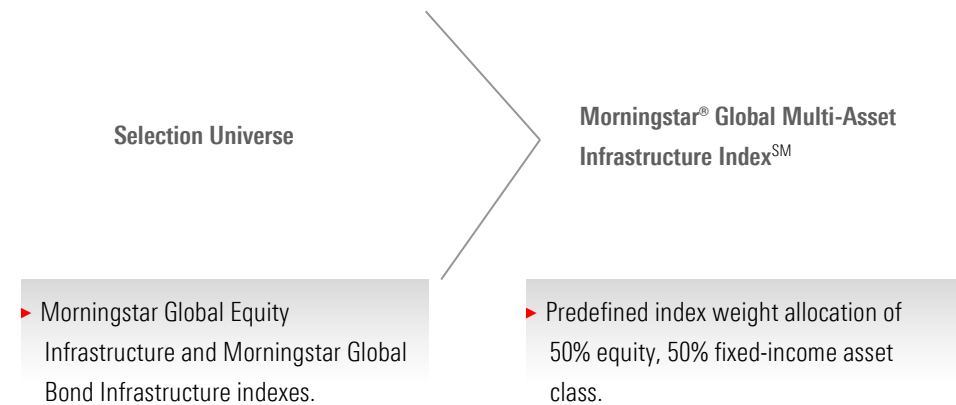 Selection Universe
Morningstar® Global Multi-Asset
Infrastructure Index℠
▸ Morningstar Global Equity
Infrastructure and Morningstar Global
Bond Infrastructure indexes.
▸ Predefined index weight allocation of
50% equity, 50% fixed-income asset
class.